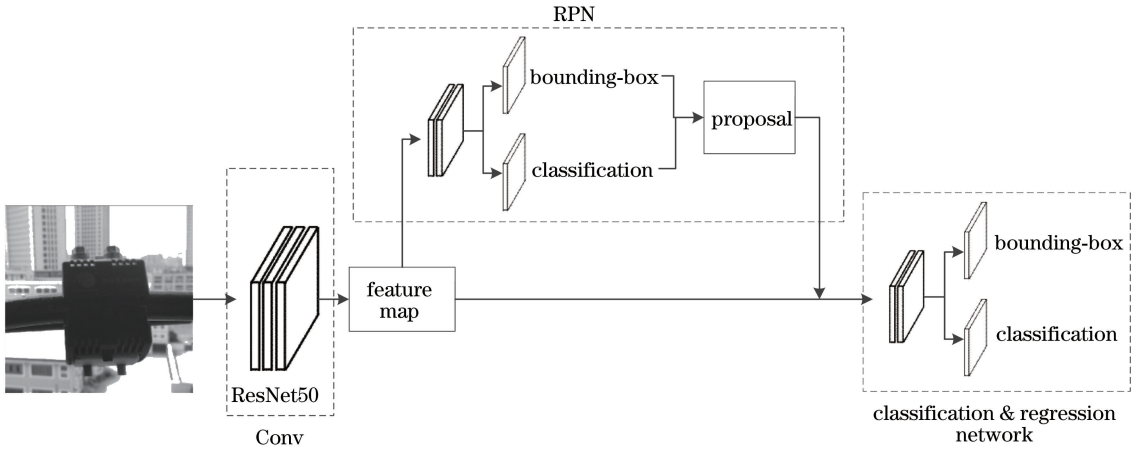 RPN
bounding-box
proposal
classification
feature
map
ResNet50
Conv
bounding-box
classification
classification & regression
network